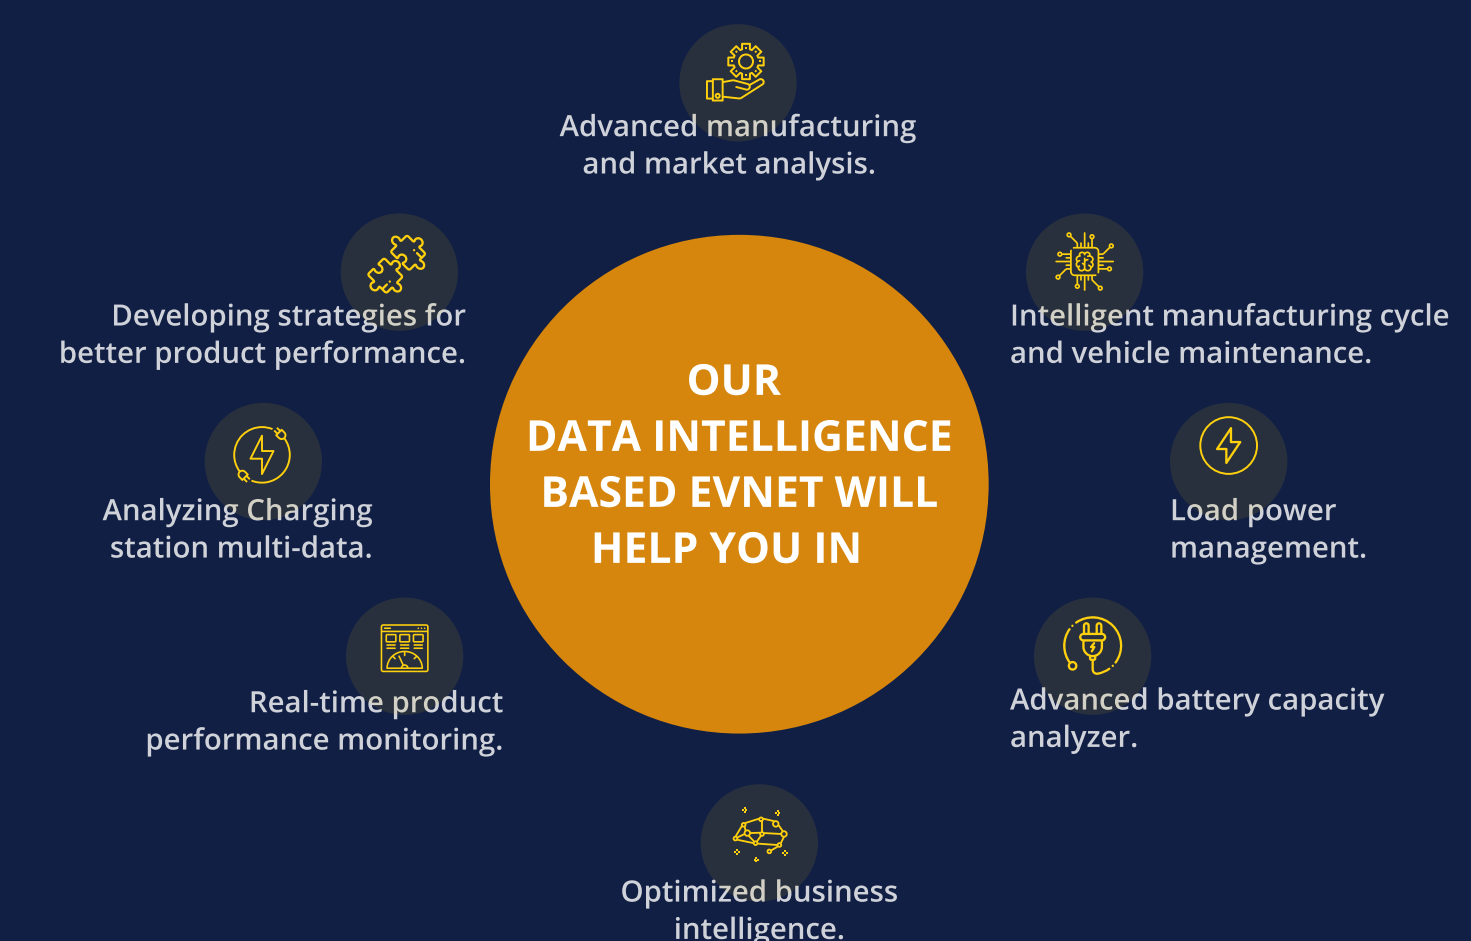 Advanced manufacturing
and market analysis.
Developing strategies for
better product performance.
Intelligent manufacturing cycle
and vehicle maintenance.
OUR
DATA INTELLIGENCE
BASED EVNET WILL
HELP YOU IN
Analyzing Charging
station multi-data.
Load power
management.
Real-time product
performance monitoring.
Advanced battery capacity
analyzer.
Optimized business
intelligence.